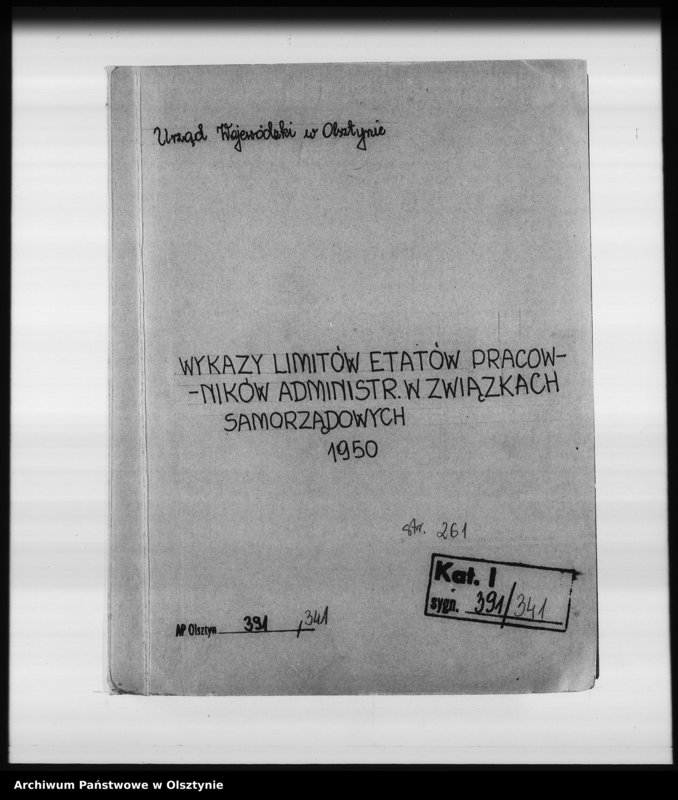 Urząd Wojewódzki w Olsztynie
WYKAZY LIMITÓW ETATÓW PRACOW-
-NIKÓW ADMINISTR. W ZWIĄZKACH
SAMORZĄDOWYCH
1950
str. 261
Kat. I
sygn. 391/341
AP Olsztyn 391/341
Archiwum Państwowe w Olsztynie